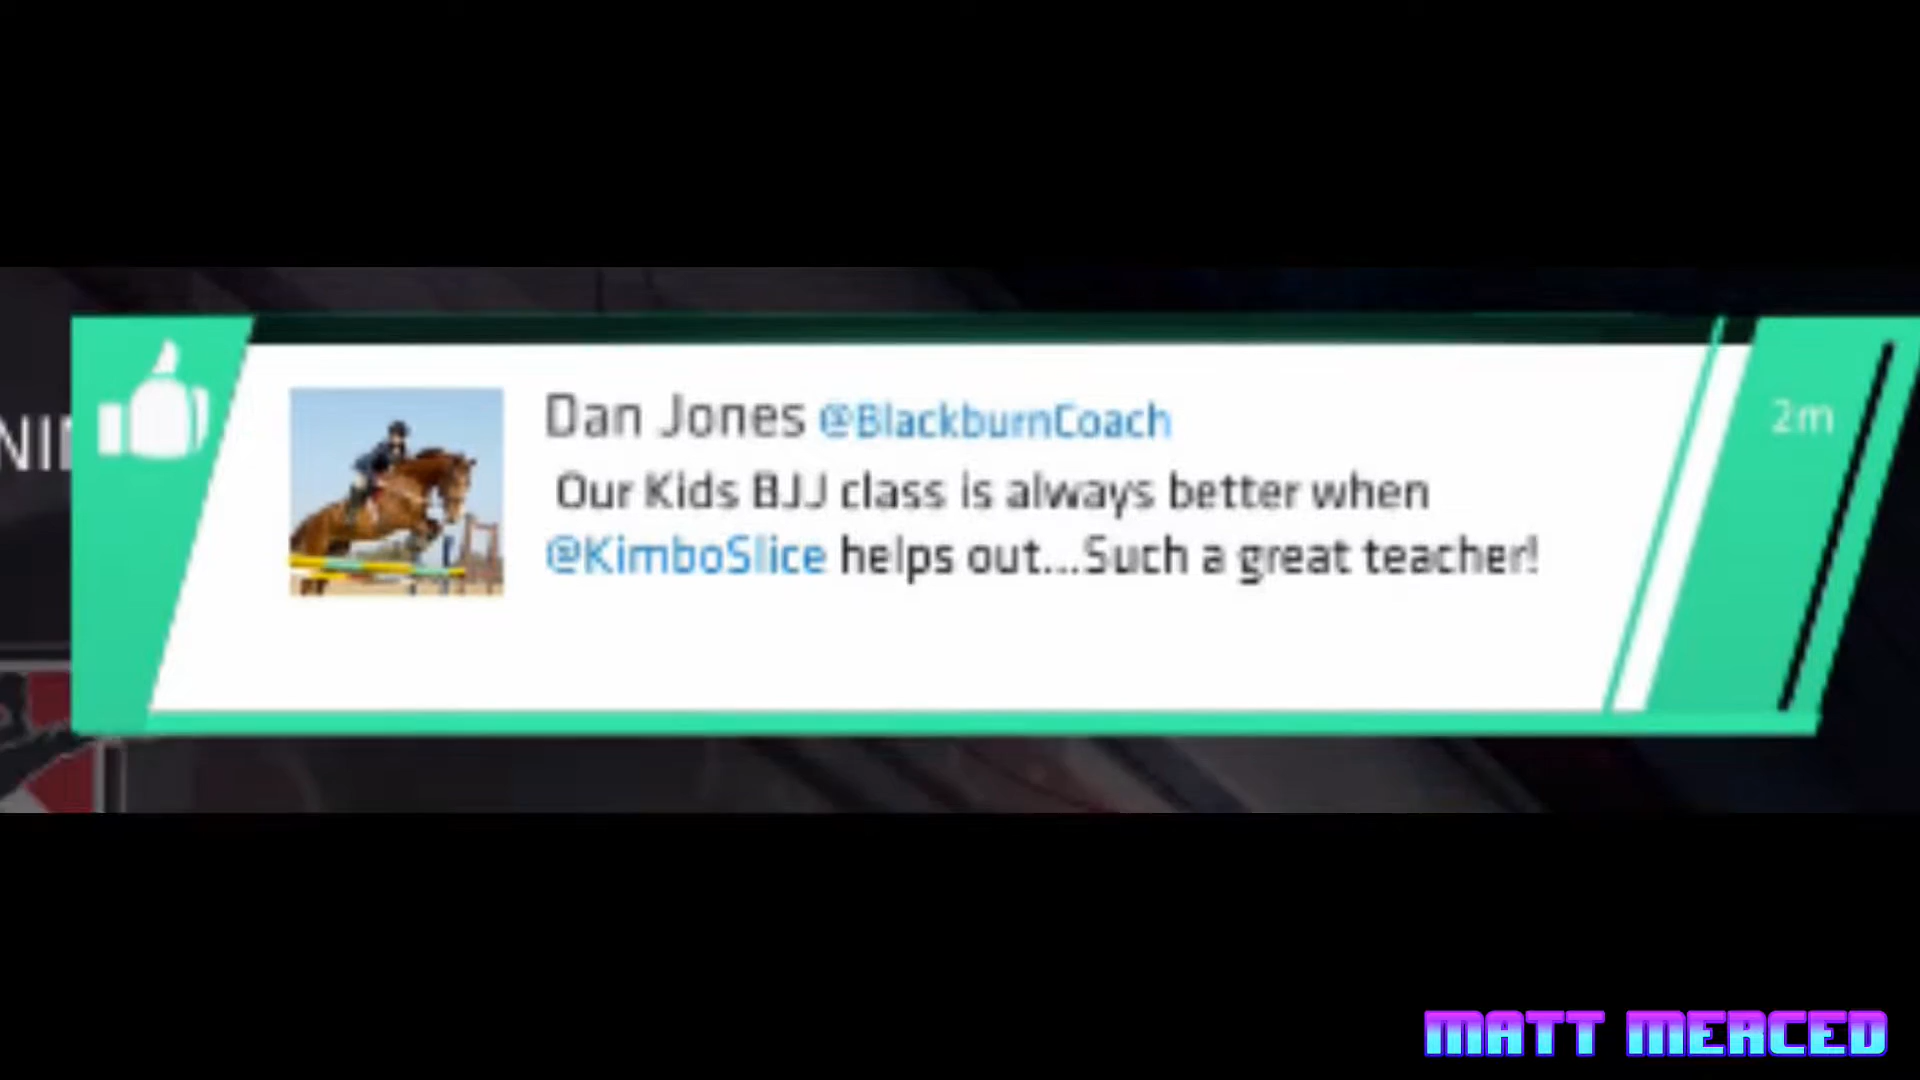 Dan Jones @BlackburnCoach
2m
Our Kids BJJ class is always better when
@KimboSlice helps out...Such a great teacher!
MATT MERCED